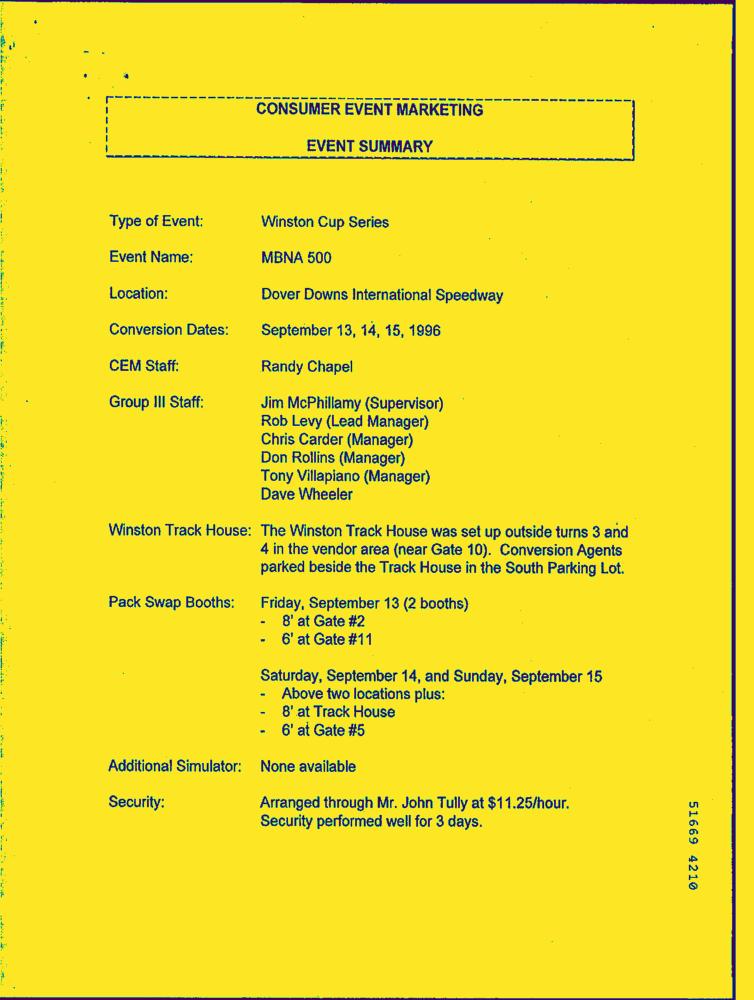 CONSUMER EVENT MARKETING
EVENT SUMMARY
Type of Event: Winston Cup Series
Event Name: MBNA 500
Location: Dover Downs International Speedway
Conversion Dates: September 13, 14, 15, 1996
CEM Staff: Randy Chapel
Group III Staff: Jim McPhillamy (Supervisor)
Rob Levy (Lead Manager)
Chris Carder (Manager)
Don Rollins (Manager)
Tony Villapiano (Manager)
Dave Wheeler
Winston Track House: The Winston Track House was set up outside turns 3 and
4 in the vendor area (near Gate 10). Conversion Agents
parked beside the Track House in the South Parking Lot.
Pack Swap Booths: Friday, September 13 (2 booths)
- 8' at Gate #2
- 6' at Gate #11
Saturday, September 14, and Sunday, September 15
- Above two locations plus:
- 8' at Track House
- 6' at Gate #5
Additional Simulator: None available
Security: Arranged through Mr. John Tully at $11.25/hour.
Security performed well for 3 days.
51669 4210